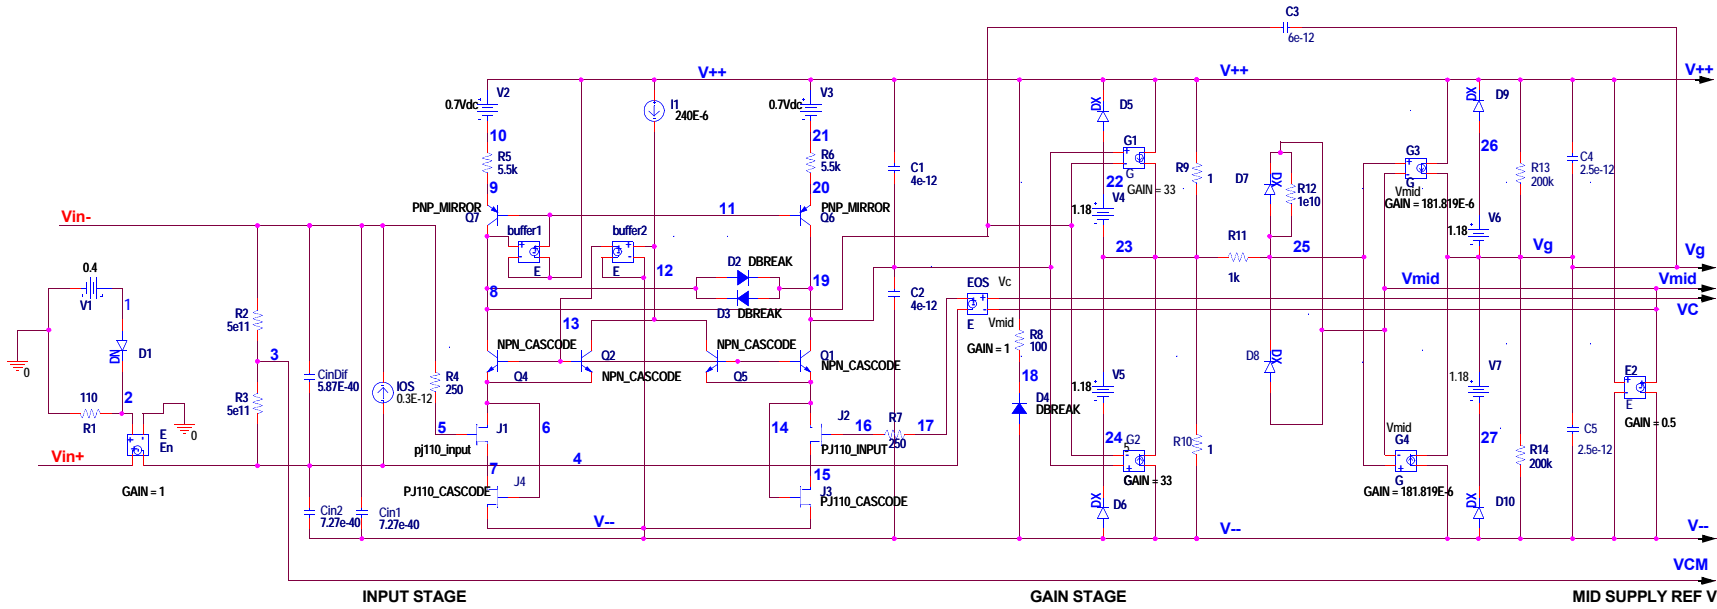 C3
6e-12
V++
V++
V++
V2
0.7Vdc
I1
240E-6
V3
0.7Vdc
DX
D5
DX
D9
10
21
R5
5.5k
R6
5.5k
C1
4e-12
G1
G
GAIN = 33
R9
1
26
G3
G
Vmid
GAIN = 181.819E-6
R13
200k
C4
2.5e-12
9
20
22
V4
1.18
D7
DX
R12
1e10
PNP_MIRROR
Q7
11
PNP_MIRROR
Q6
V6
1.18
Vin-
buffer1
E
buffer2
E
12
23
R11
1k
25
Vg
Vg
0.4
V1
D2
DBREAK
19
EOS
Vc
Vmid
Vmid
8
D3
DBREAK
C2
4e-12
E
Vmid
GAIN = 1
VC
1
R2
5e11
13
R8
100
DN
D1
3
NPN_CASCODE
Q2
NPN_CASCODE
Q1
NPN_CASCODE
D8
DX
V7
1.18
0
CinDif
5.87E-40
IOS
0.3E-12
R4
250
Q4
NPN_CASCODE
Q5
18
V5
1.18
E2
E
GAIN = 0.5
110
R1
2
R3
5e11
D4
DBREAK
E
En
0
5
J1
pj110_input
6
14
J2
PJ110_INPUT
16
R7
250
17
24
G2
5
G
GAIN = 33
R10
1
Vmid
G4
G
GAIN = 181.819E-6
27
R14
200k
C5
2.5e-12
Vin+
4
7
15
GAIN = 1
PJ110_CASCODE
J4
J3
PJ110_CASCODE
Cin2
7.27e-40
Cin1
7.27e-40
DX
D6
DX
D10
V--
V--
V--
VCM
INPUT STAGE
GAIN STAGE
MID SUPPLY REF V